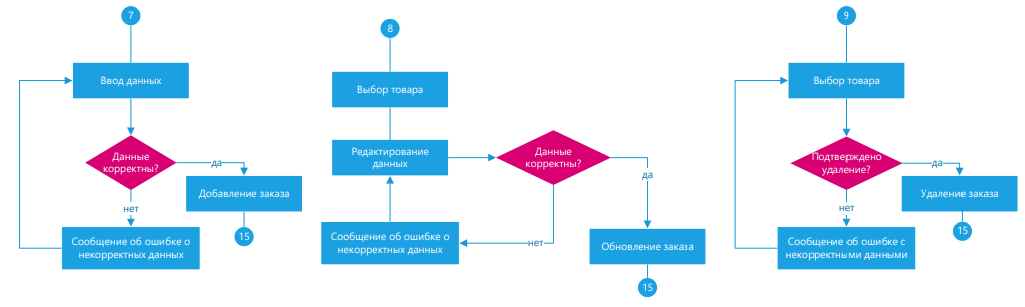 7
Ввод данных
Данные
корректны?
да
Добавление заказа
15
нет
Сообщение об ошибке о
некорректных данных
8
Выбор товара
Редактирование
данных
Данные
корректны?
да
нет
Сообщение об ошибке о
некорректных данных
Обновление заказа
15
9
Выбор товара
Подтверждено
удаление?
да
Удаление заказа
15
нет
Сообщение об ошибке с
некорректными данными